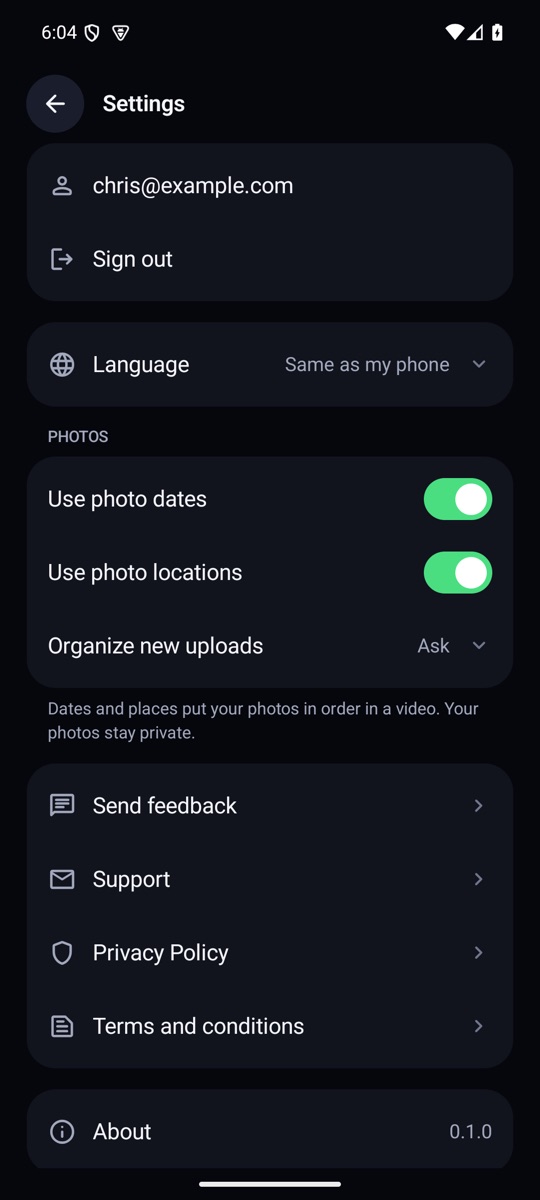 6:04
Settings
chris@example.com
Sign out
Language Same as my phone
PHOTOS
Use photo dates
Use photo locations
Organize new uploads Ask
Dates and places put your photos in order in a video. Your
photos stay private.
Send feedback
Support
Privacy Policy
Terms and conditions
About 0.1.0